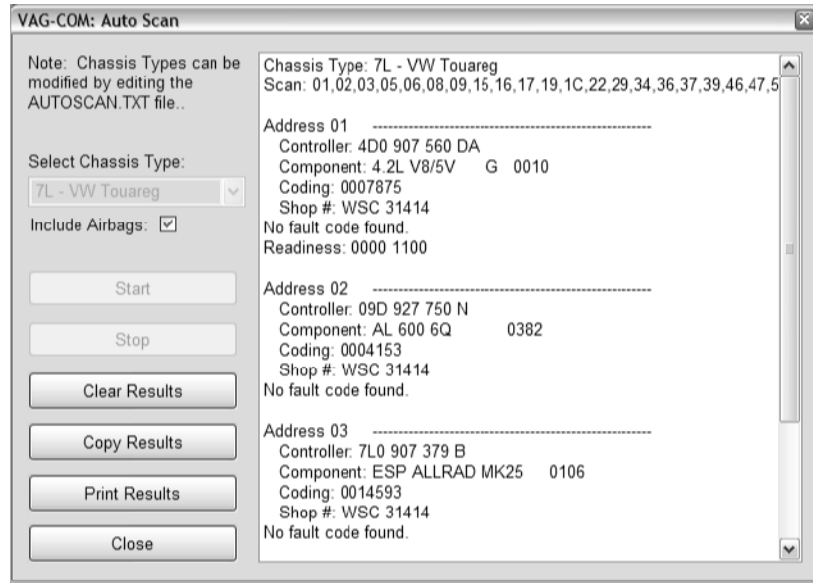 VAG-COM: Auto Scan
Note: Chassis Types can be
modified by editing the
AUTOSCAN.TXT file..
Select Chassis Type:
7L - VW Touareg
Include Airbags:
Start
Stop
Clear Results
Copy Results
Print Results
Close
Chassis Type: 7L - VW Touareg
Scan: 01,02,03,05,06,08,09,15,16,17,19,1C,22,29,34,36,37,39,46,47,5
Address 01 -------------------------------------------------------
Controller: 4D0 907 560 DA
Component: 4.2L V8/5V G 0010
Coding: 0007875
Shop #: WSC 31414
No fault code found.
Readiness: 0000 1100
Address 02 -------------------------------------------------------
Controller: 09D 927 750 N
Component: AL 600 6Q 0382
Coding: 0004153
Shop #: WSC 31414
No fault code found.
Address 03 -------------------------------------------------------
Controller: 7L0 907 379 B
Component: ESP ALLRAD MK25 0106
Coding: 0014593
Shop #: WSC 31414
No fault code found.